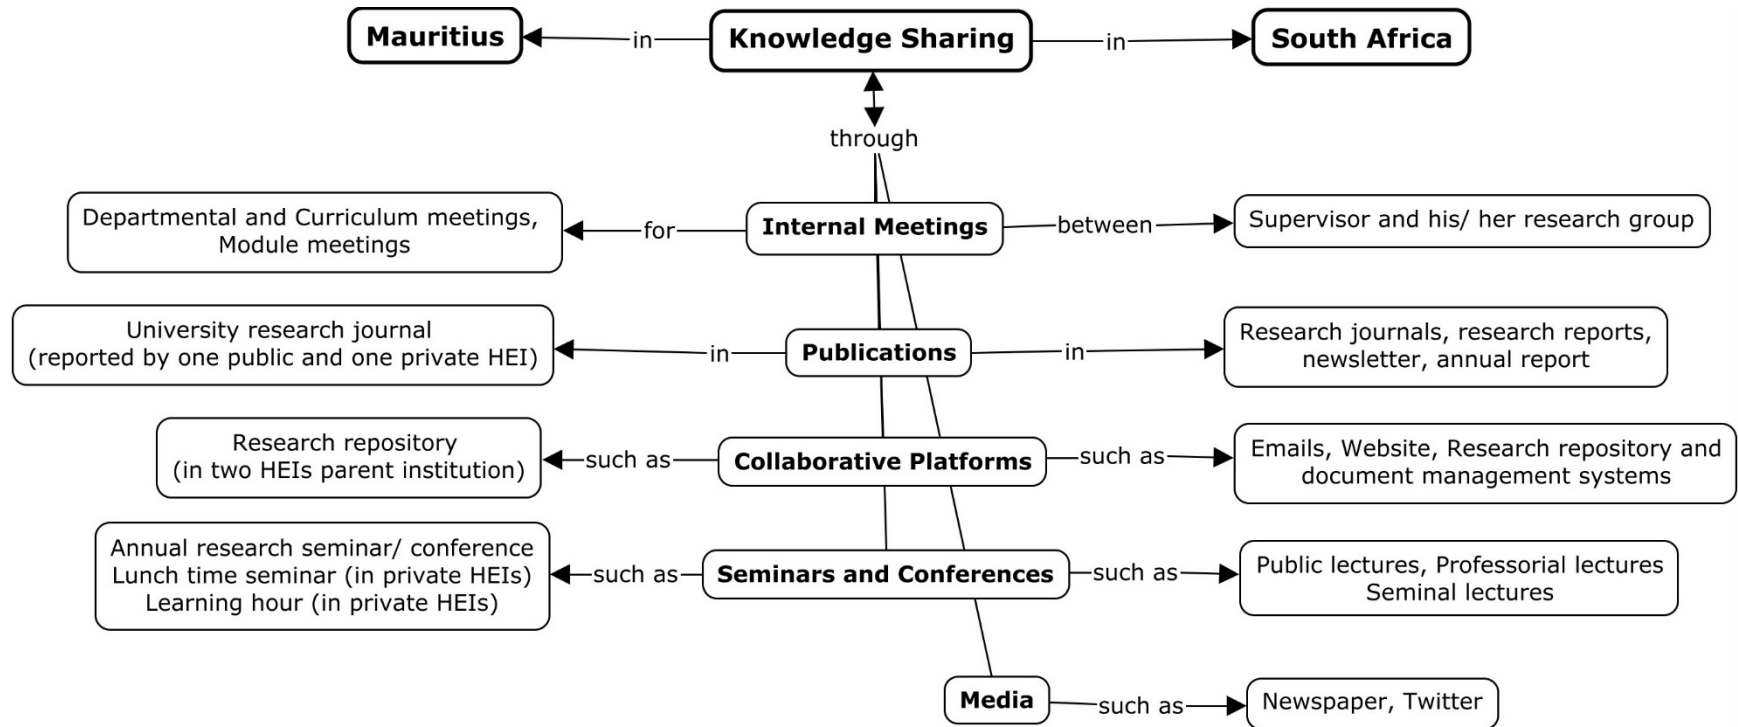 Mauritius
in
Knowledge Sharing
in
South Africa
through
Departmental and Curriculum meetings,
Module meetings
for
Internal Meetings
between
Supervisor and his/ her research group
University research journal
(reported by one public and one private HEI)
in
Publications
in
Research journals, research reports,
newsletter, annual report
Research repository
(in two HEIs parent institution)
such as
Collaborative Platforms
such as
Emails, Website, Research repository and
document management systems
Annual research seminar/ conference
Lunch time seminar (in private HEIs)
Learning hour (in private HEIs)
such as
Seminars and Conferences
such as
Public lectures, Professorial lectures
Seminal lectures
Media
such as
Newspaper, Twitter